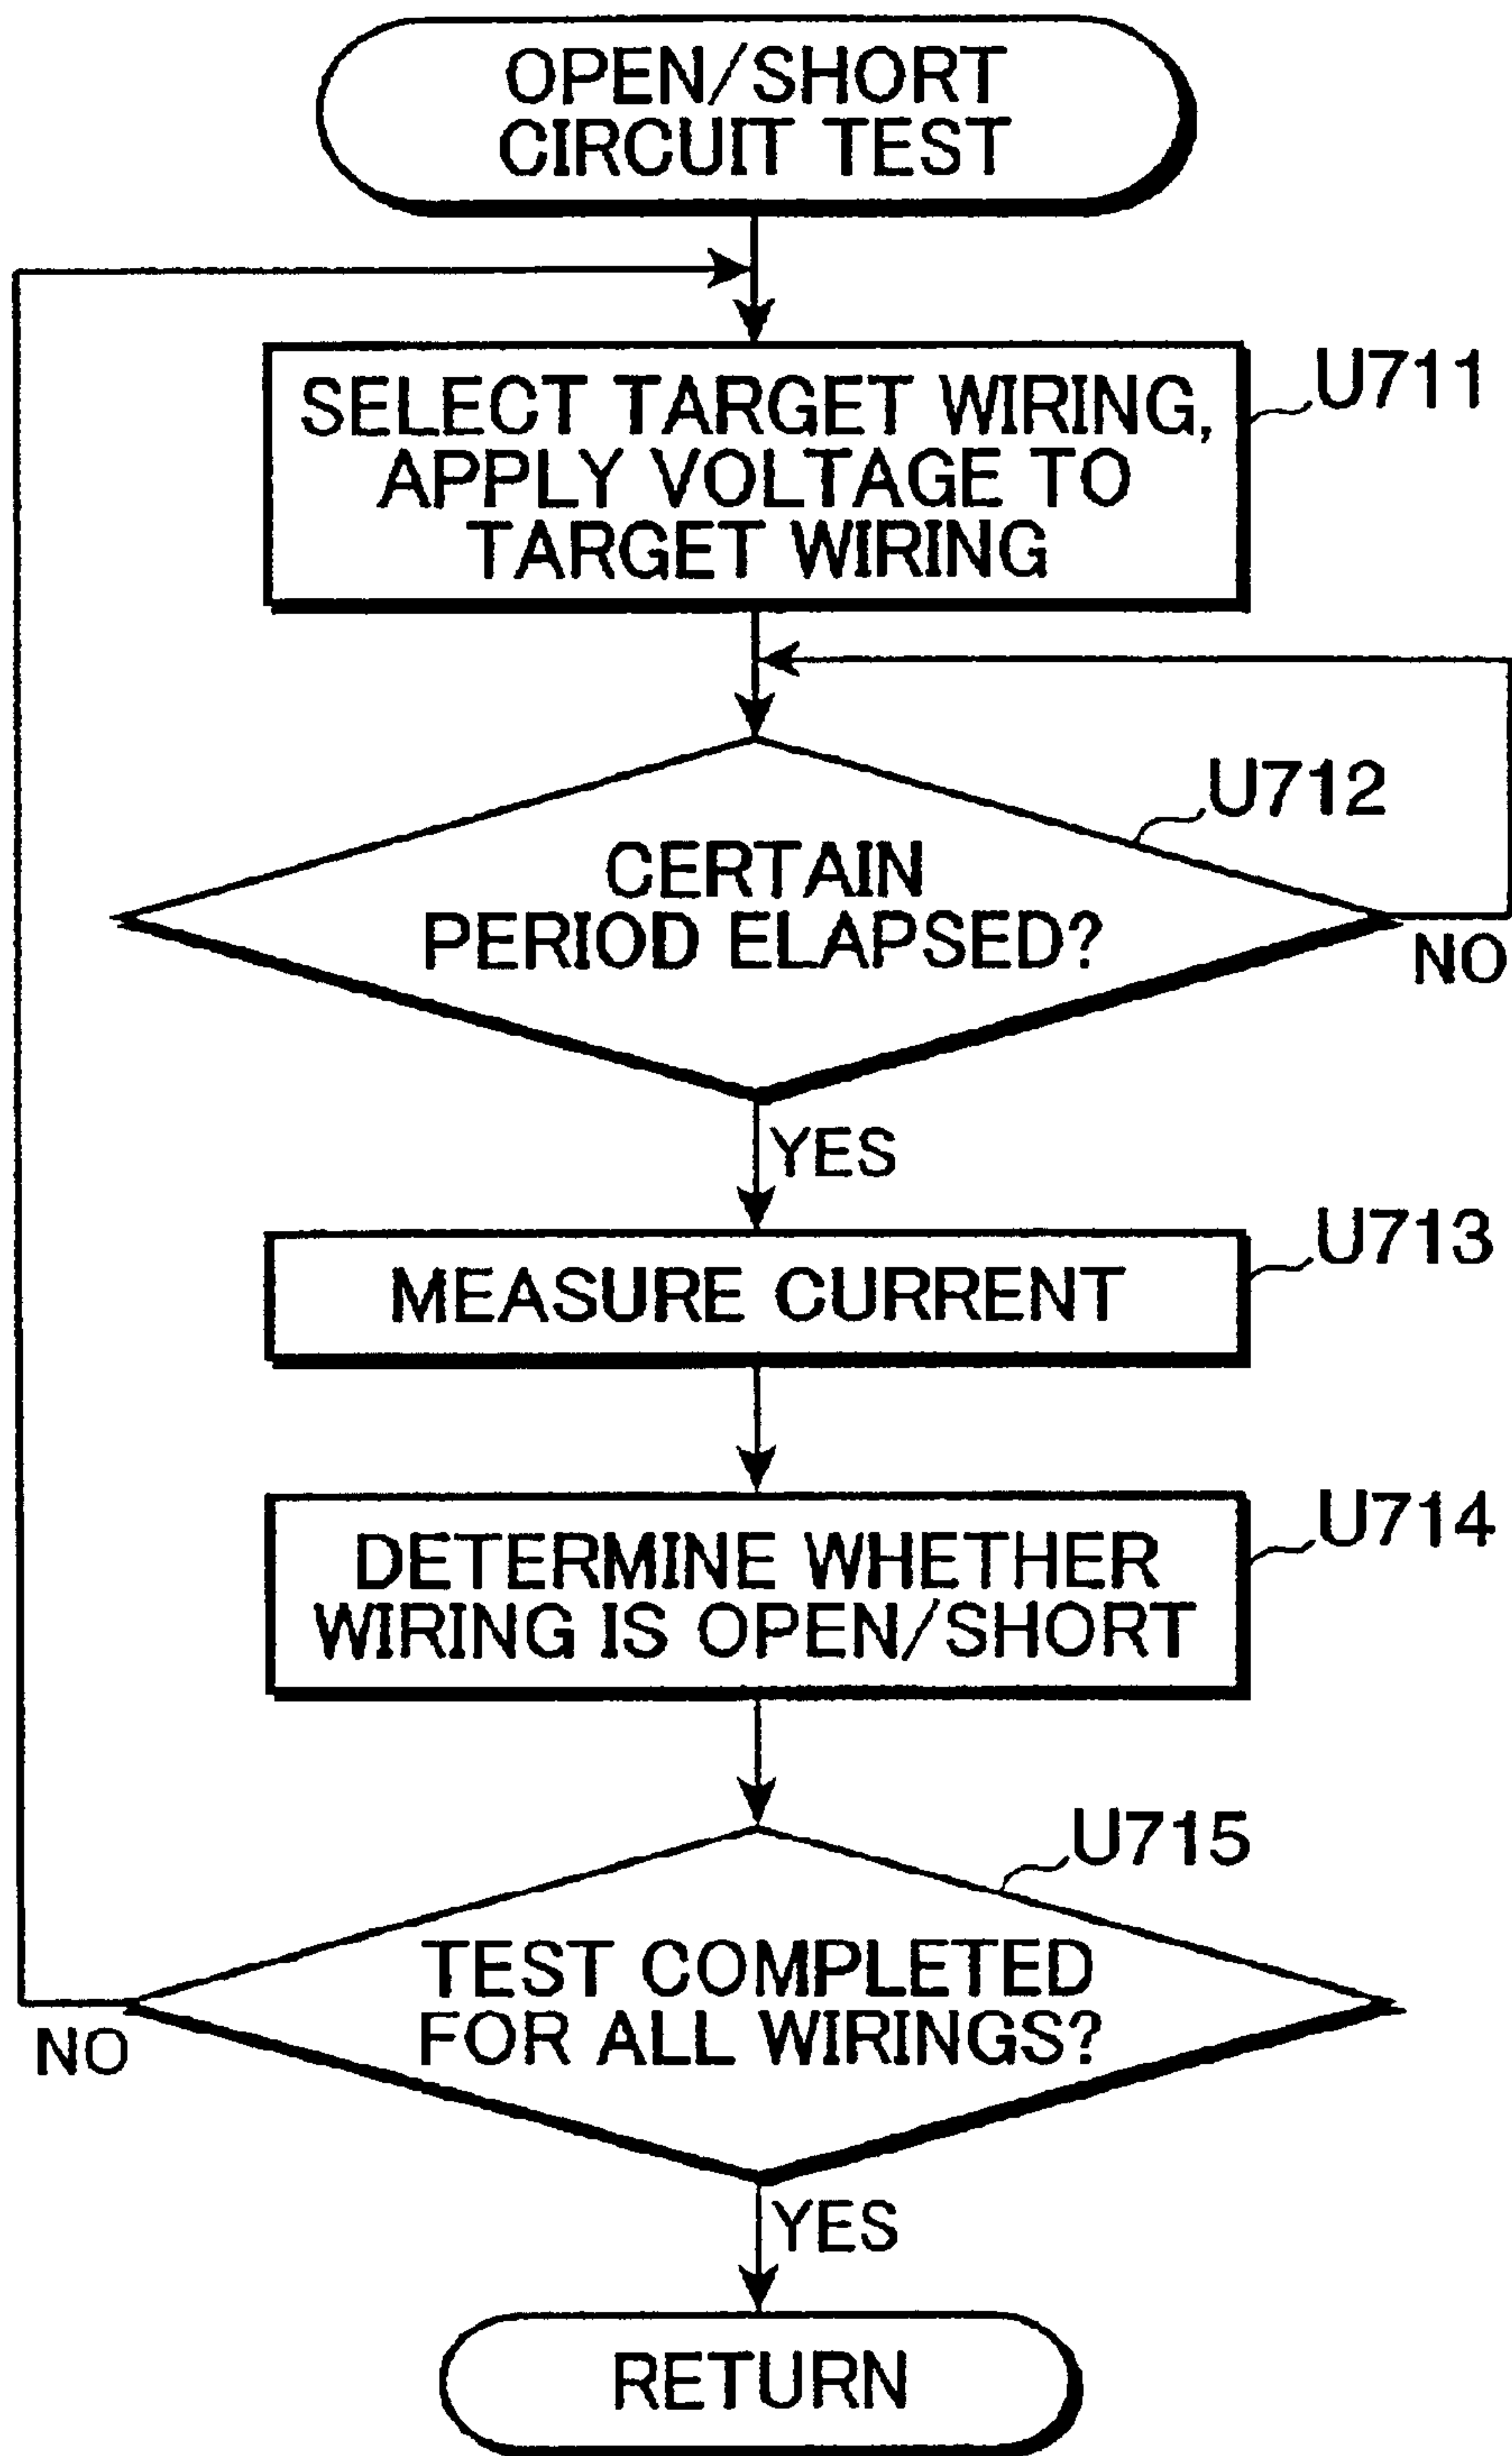 OPEN/SHORT
CIRCUIT TEST
SELECT TARGET WIRING,
APPLY VOLTAGE TO
TARGET WIRING
U711
U712
CERTAIN
PERIOD ELAPSED?
NO
YES
MEASURE CURRENT
U713
DETERMINE WHETHER
WIRING IS OPEN/SHORT
U714
U715
TEST COMPLETED
FOR ALL WIRINGS?
NO
YES
RETURN